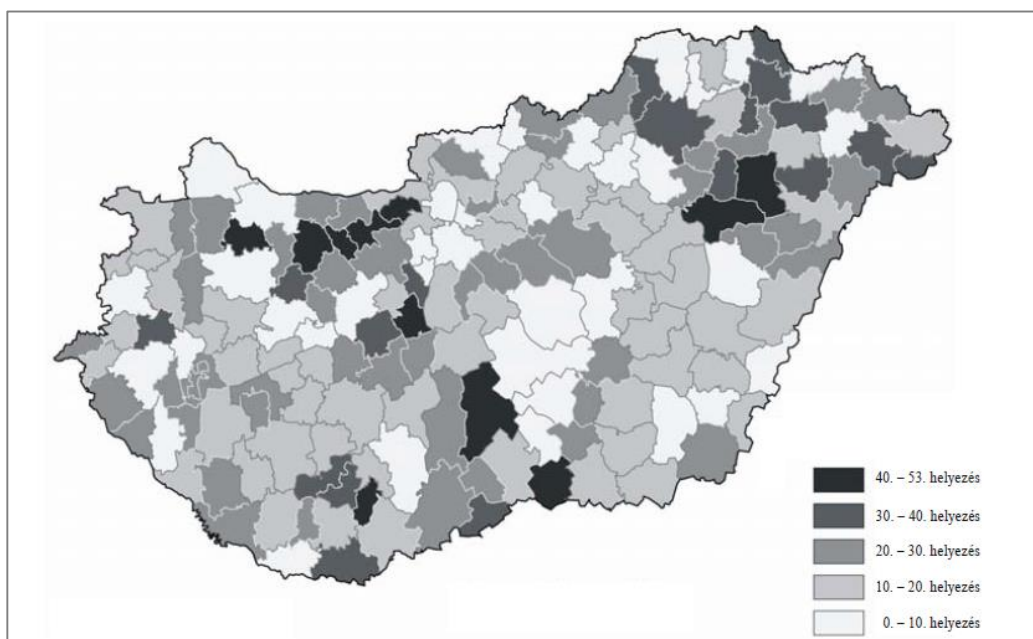 40. – 53. helyezés
30. – 40. helyezés
20. – 30. helyezés
10. – 20. helyezés
0. – 10. helyezés